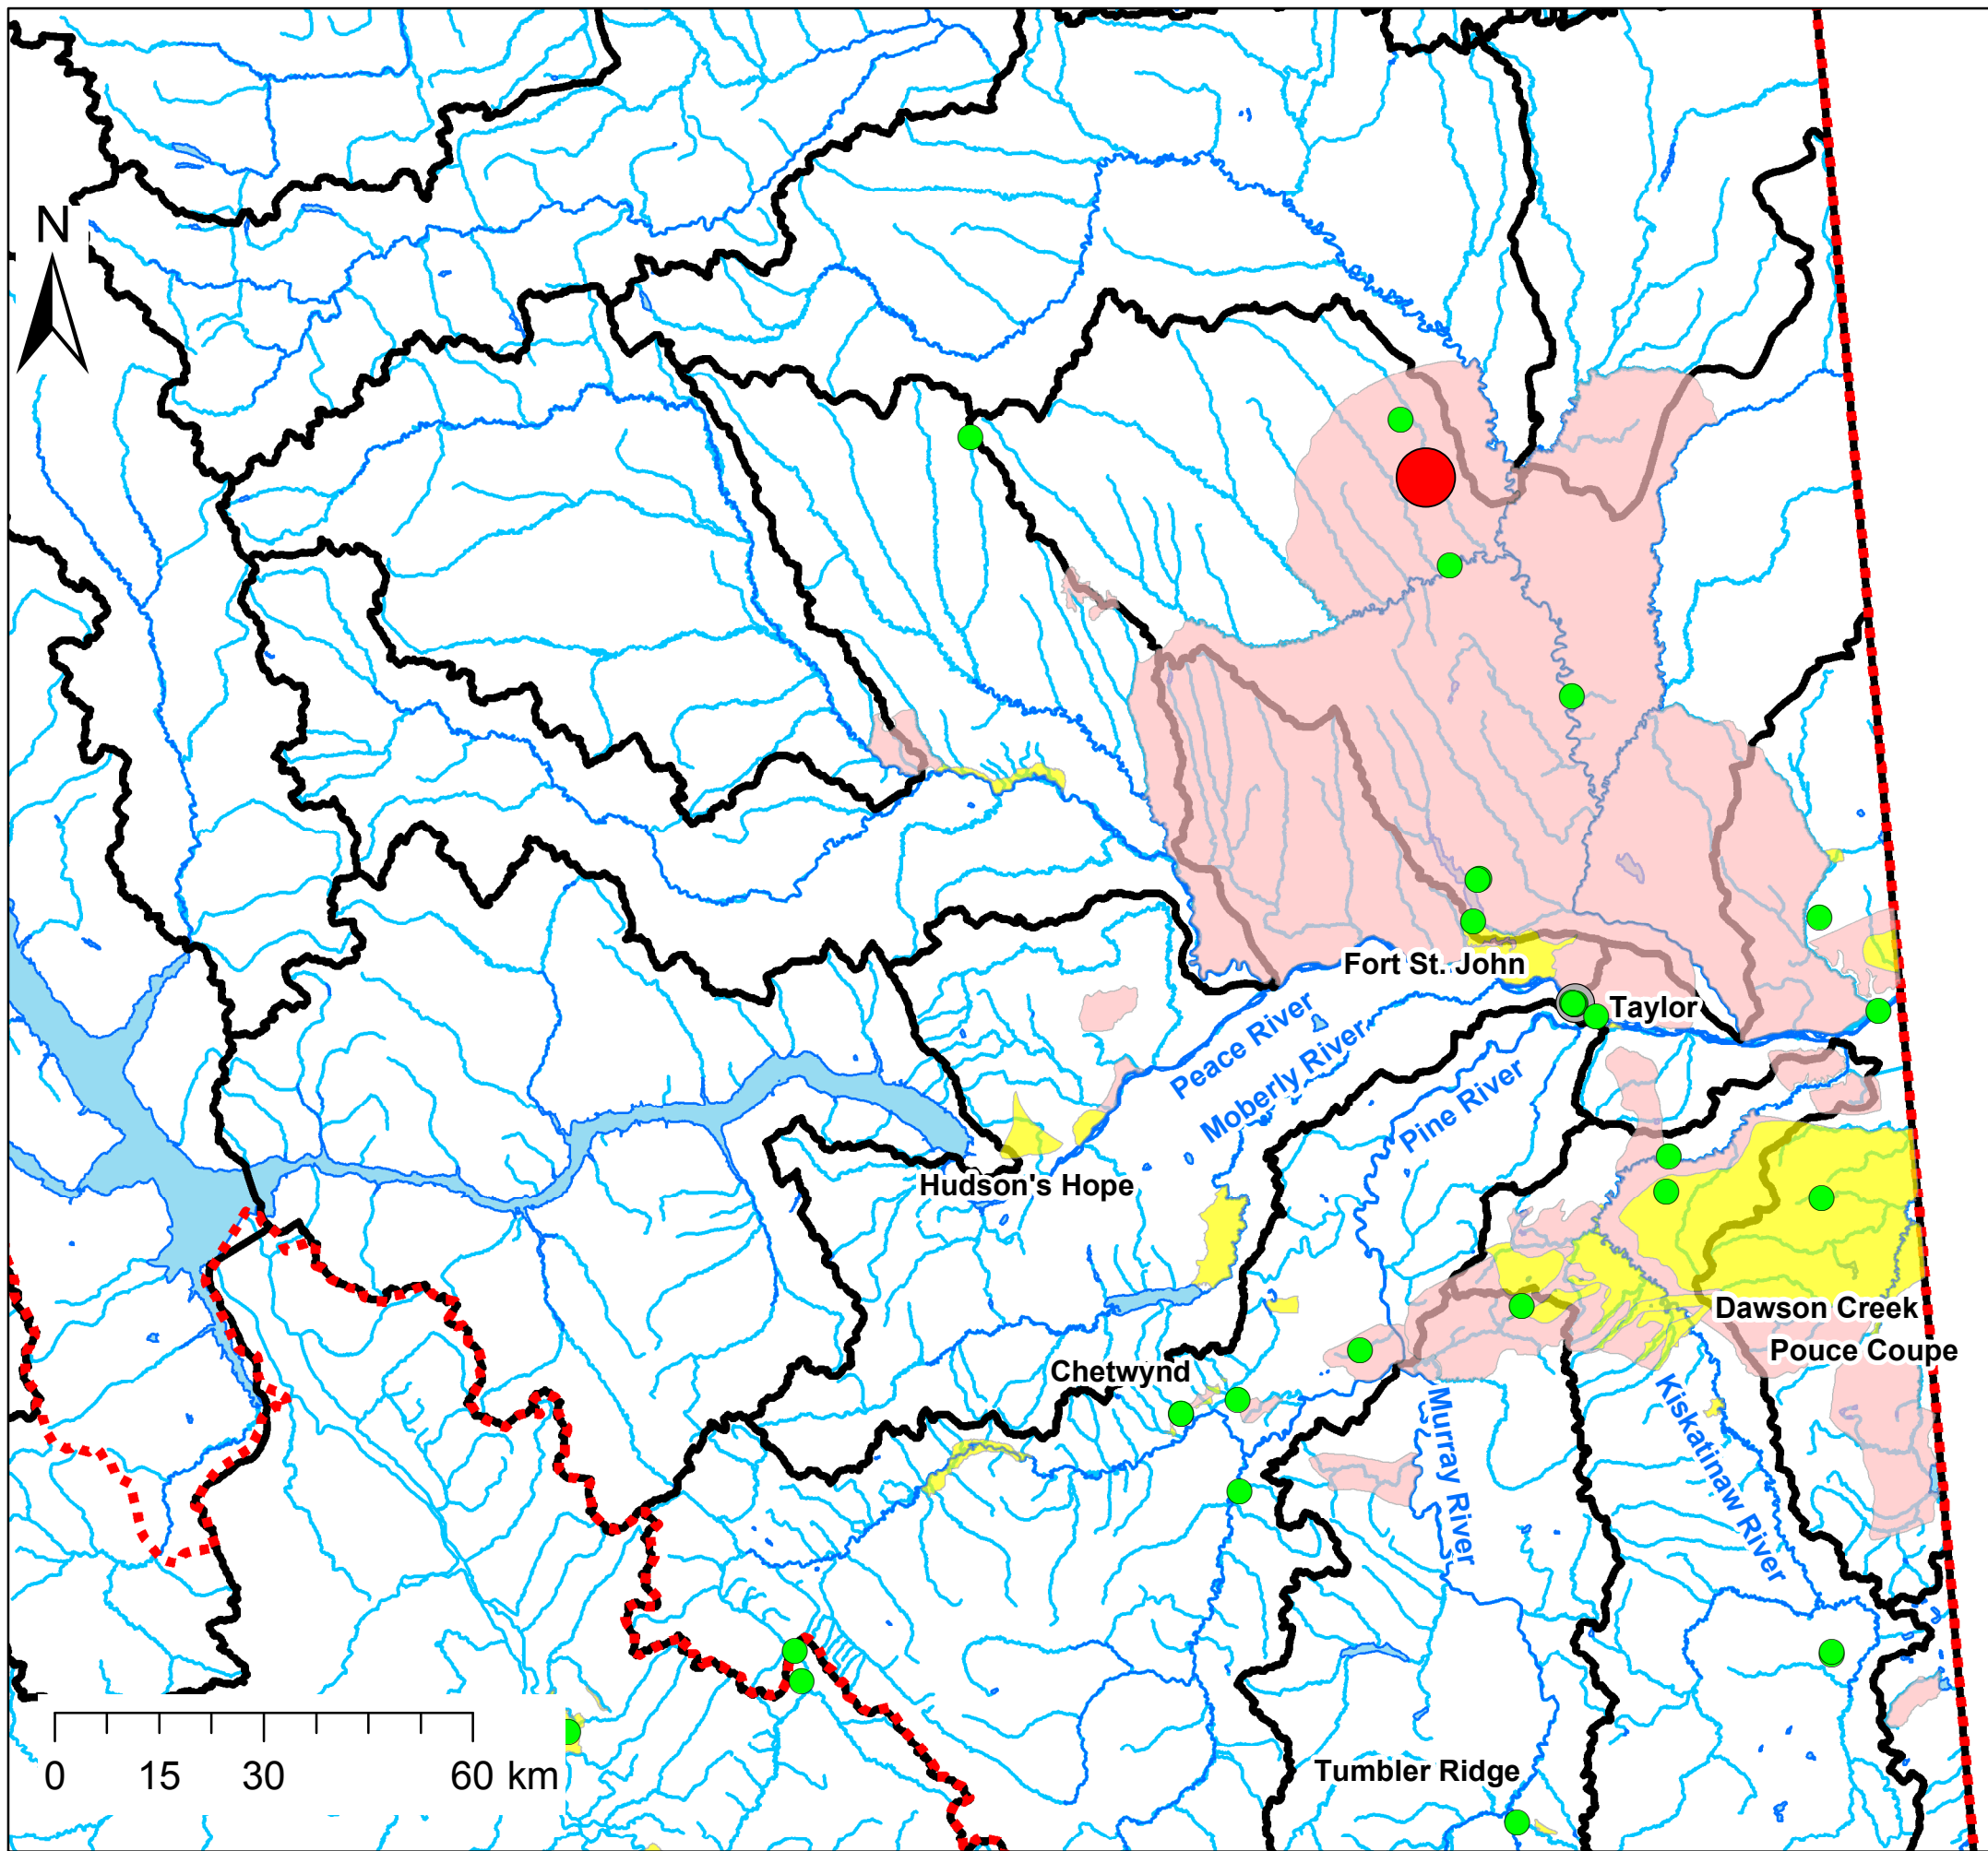 N
Fort St. John
Taylor
Peace River
Moberly River
Pine River
Hudson's Hope
Dawson Creek
Pouce Coupe
Chetwynd
Murray River
Kiskatinaw River
Tumbler Ridge
0 15 30 60 km